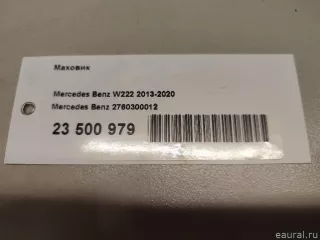 Маховик
Mercedes Benz W222 2013-2020
Mercedes Benz 2760300012
23 500 979
eaural.ru